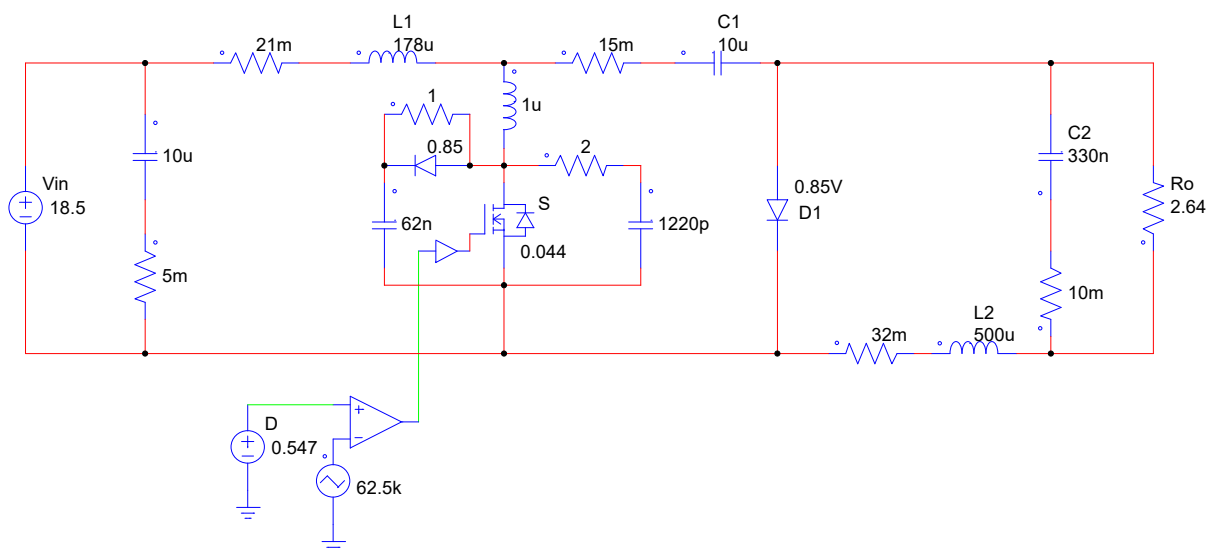 L1
C1
21m
178u
15m
10u
1
1u
0.85
2
C2
10u
330n
Vin
18.5
0.85V
Ro
2.64
S
D1
62n
1220p
0.044
5m
10m
L2
32m
500u
+
−
D
0.547
62.5k